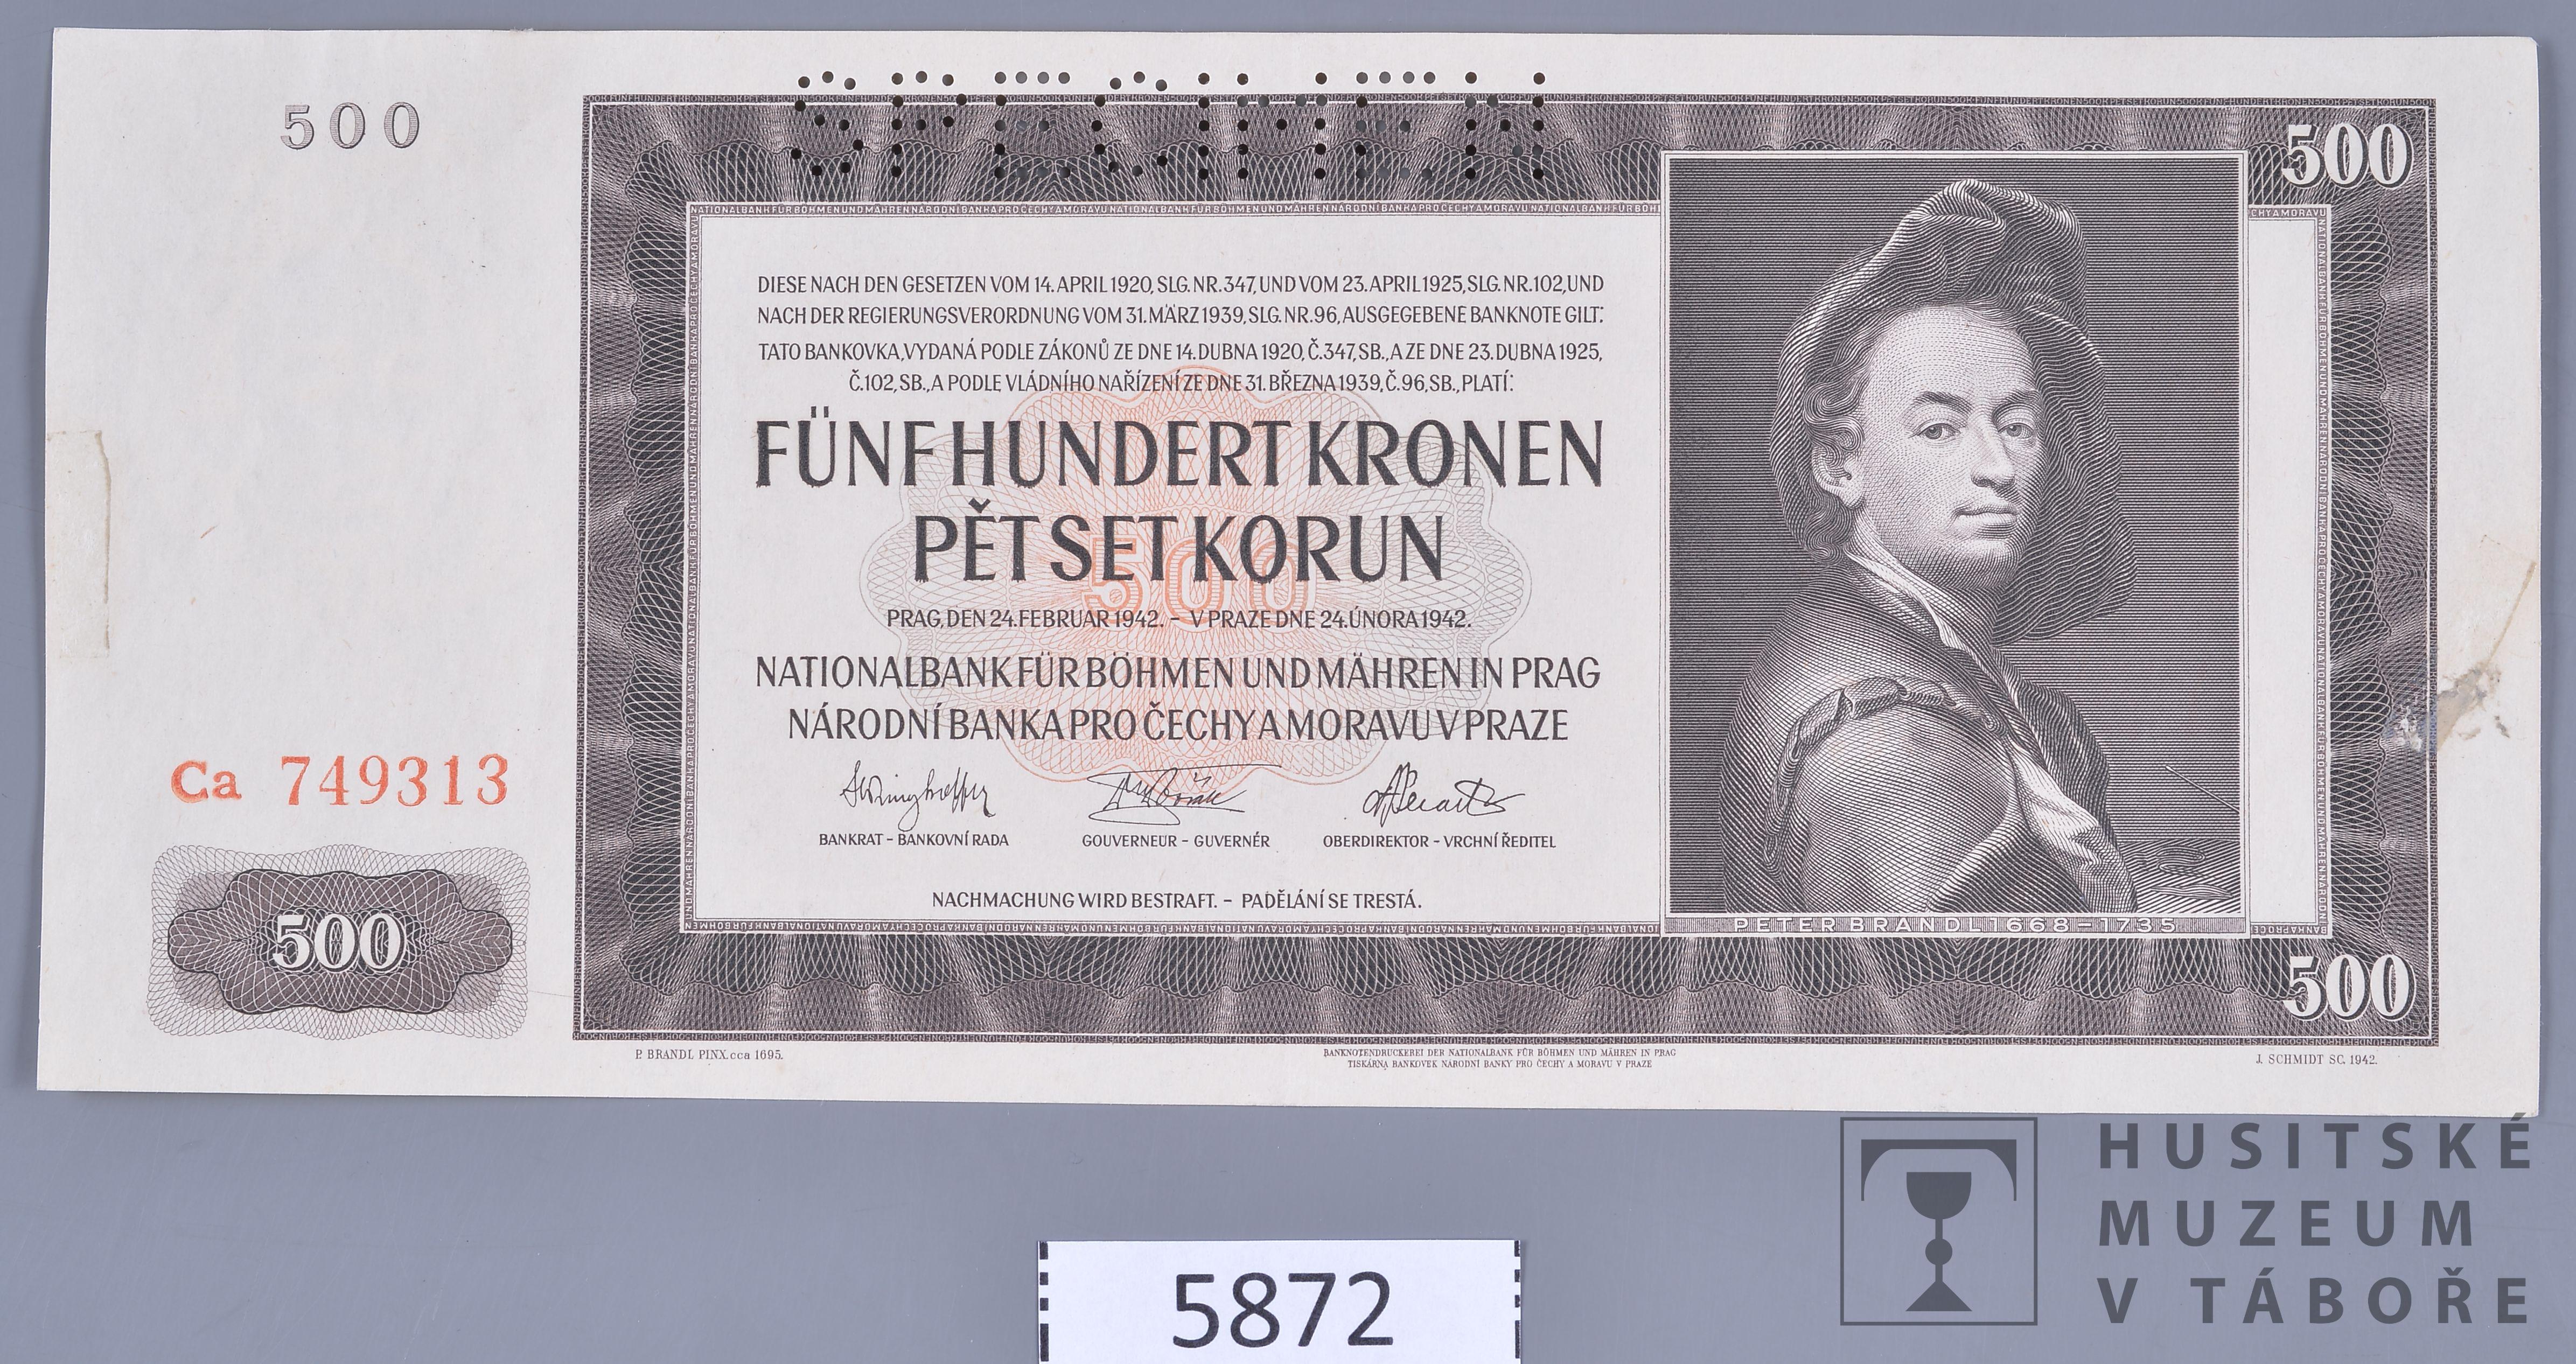 SPECIMEN
500
500
DIESE NACH DEN GESETZEN VOM 14. APRIL 1920, SLG. NR. 347, UND VOM 23. APRIL 1925, SLG. NR. 102, UND
NACH DER REGIERUNGSVERORDNUNG VOM 31. MÄRZ 1939, SLG. NR. 96, AUSGEGEBENE BANKNOTE GILT:
TATO BANKOVKA, VYDANÁ PODLE ZÁKONŮ ZE DNE 14. DUBNA 1920, Č. 347, SB., A ZE DNE 23. DUBNA 1925,
Č. 102, SB., A PODLE VLÁDNÍHO NAŘÍZENÍ ZE DNE 31. BŘEZNA 1939, Č. 96, SB., PLATÍ:
FÜNFHUNDERT KRONEN
PĚTSET KORUN
500
PRAG, DEN 24. FEBRUAR 1942. - V PRAZE DNE 24. ÚNORA 1942.
NATIONALBANK FÜR BÖHMEN UND MÄHREN IN PRAG
NÁRODNÍ BANKA PRO ČECHY A MORAVU V PRAZE
Ca 749313
BANKRAT - BANKOVNÍ RADA
GOUVERNEUR - GUVERNÉR
OBERDIREKTOR - VRCHNÍ ŘEDITEL
NACHMACHUNG WIRD BESTRAFT. - PADĚLÁNÍ SE TRESTÁ.
PETER BRANDL 1668-1735
500
500
P. BRANDL PINX. cca 1695.
BANKNOTENDRUCKEREI DER NATIONALBANK FÜR BÖHMEN UND MÄHREN IN PRAG
TISKÁRNA BANKOVEK NÁRODNÍ BANKY PRO ČECHY A MORAVU V PRAZE
J. SCHMIDT SC. 1942.
HUSITSKÉ
MUZEUM
V TÁBOŘE
5872